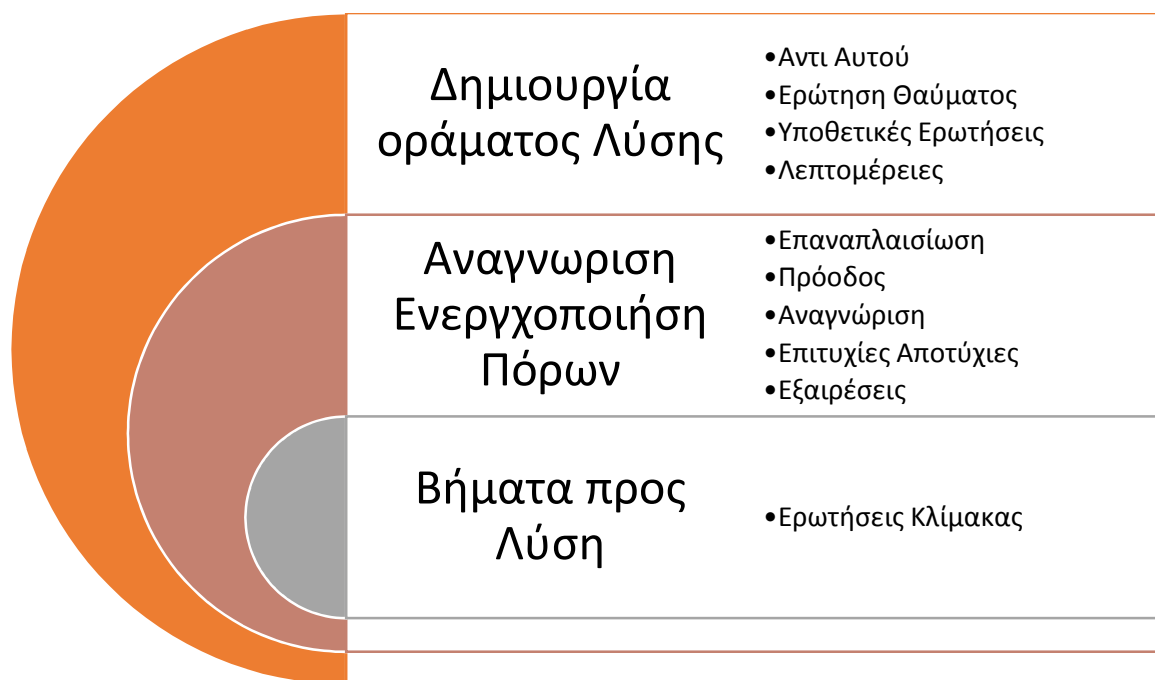 Δημιουργία
οράματος Λύσης
•Αντι Αυτού
•Ερώτηση Θαύματος
•Υποθετικές Ερωτήσεις
•Λεπτομέρειες
Αναγνωριση
Ενεργχοποιήση
Πόρων
•Επαναπλαισίωση
•Πρόοδος
•Αναγνώριση
•Επιτυχίες Αποτύχιες
•Εξαιρέσεις
Βήματα προς
Λύση
•Ερωτήσεις Κλίμακας